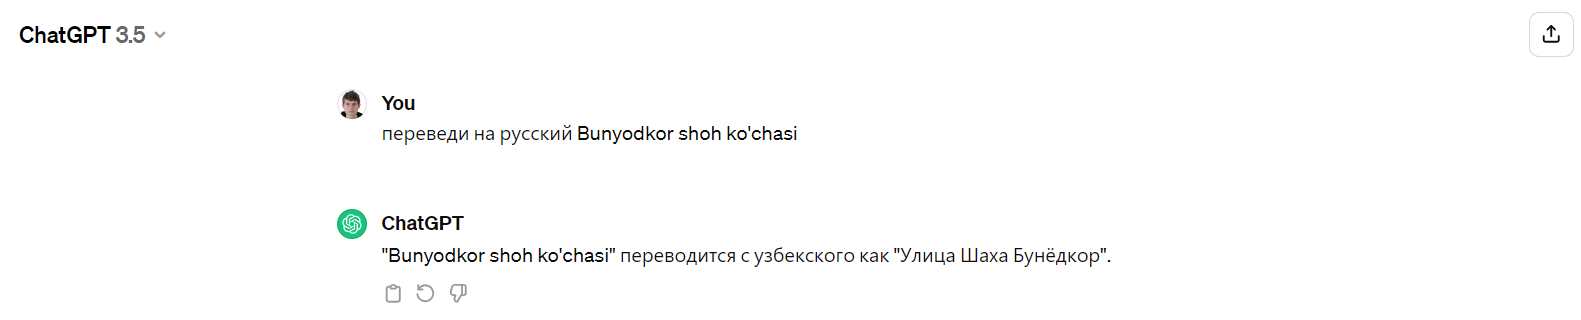 ChatGPT 3.5
You
переведи на русский Bunyodkor shoh ko'chasi
ChatGPT
"Bunyodkor shoh ko'chasi" переводится с узбекского как "Улица Шаха Бунёдкор".